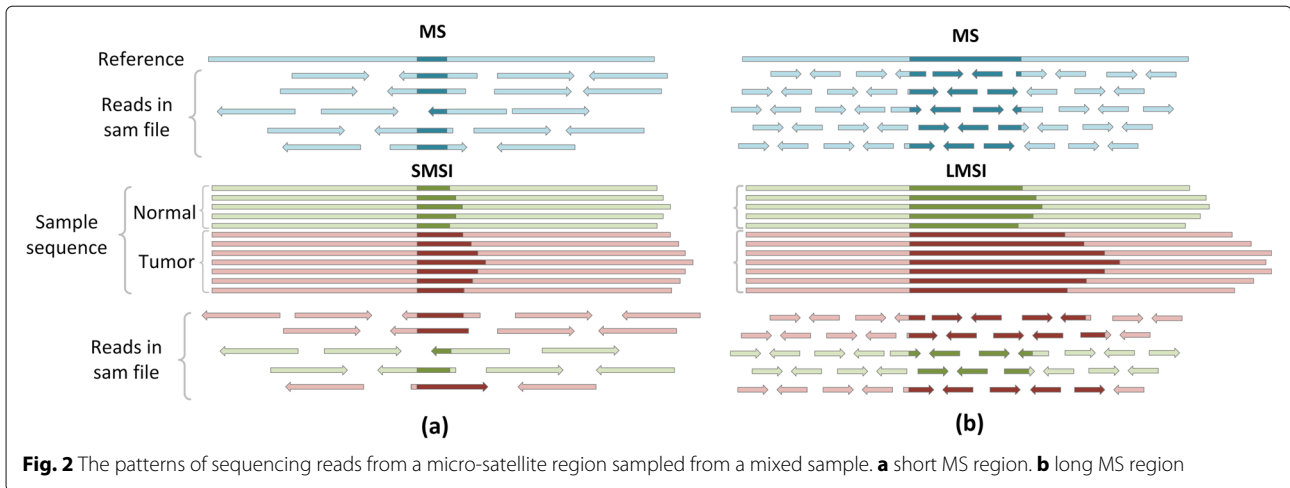 MS
MS
Reference
Reads in
sam file
SMSI
LMSI
Sample
sequence
Normal
Tumor
Reads in
sam file
(a)
(b)
Fig. 2 The patterns of sequencing reads from a micro-satellite region sampled from a mixed sample. a short MS region. b long MS region